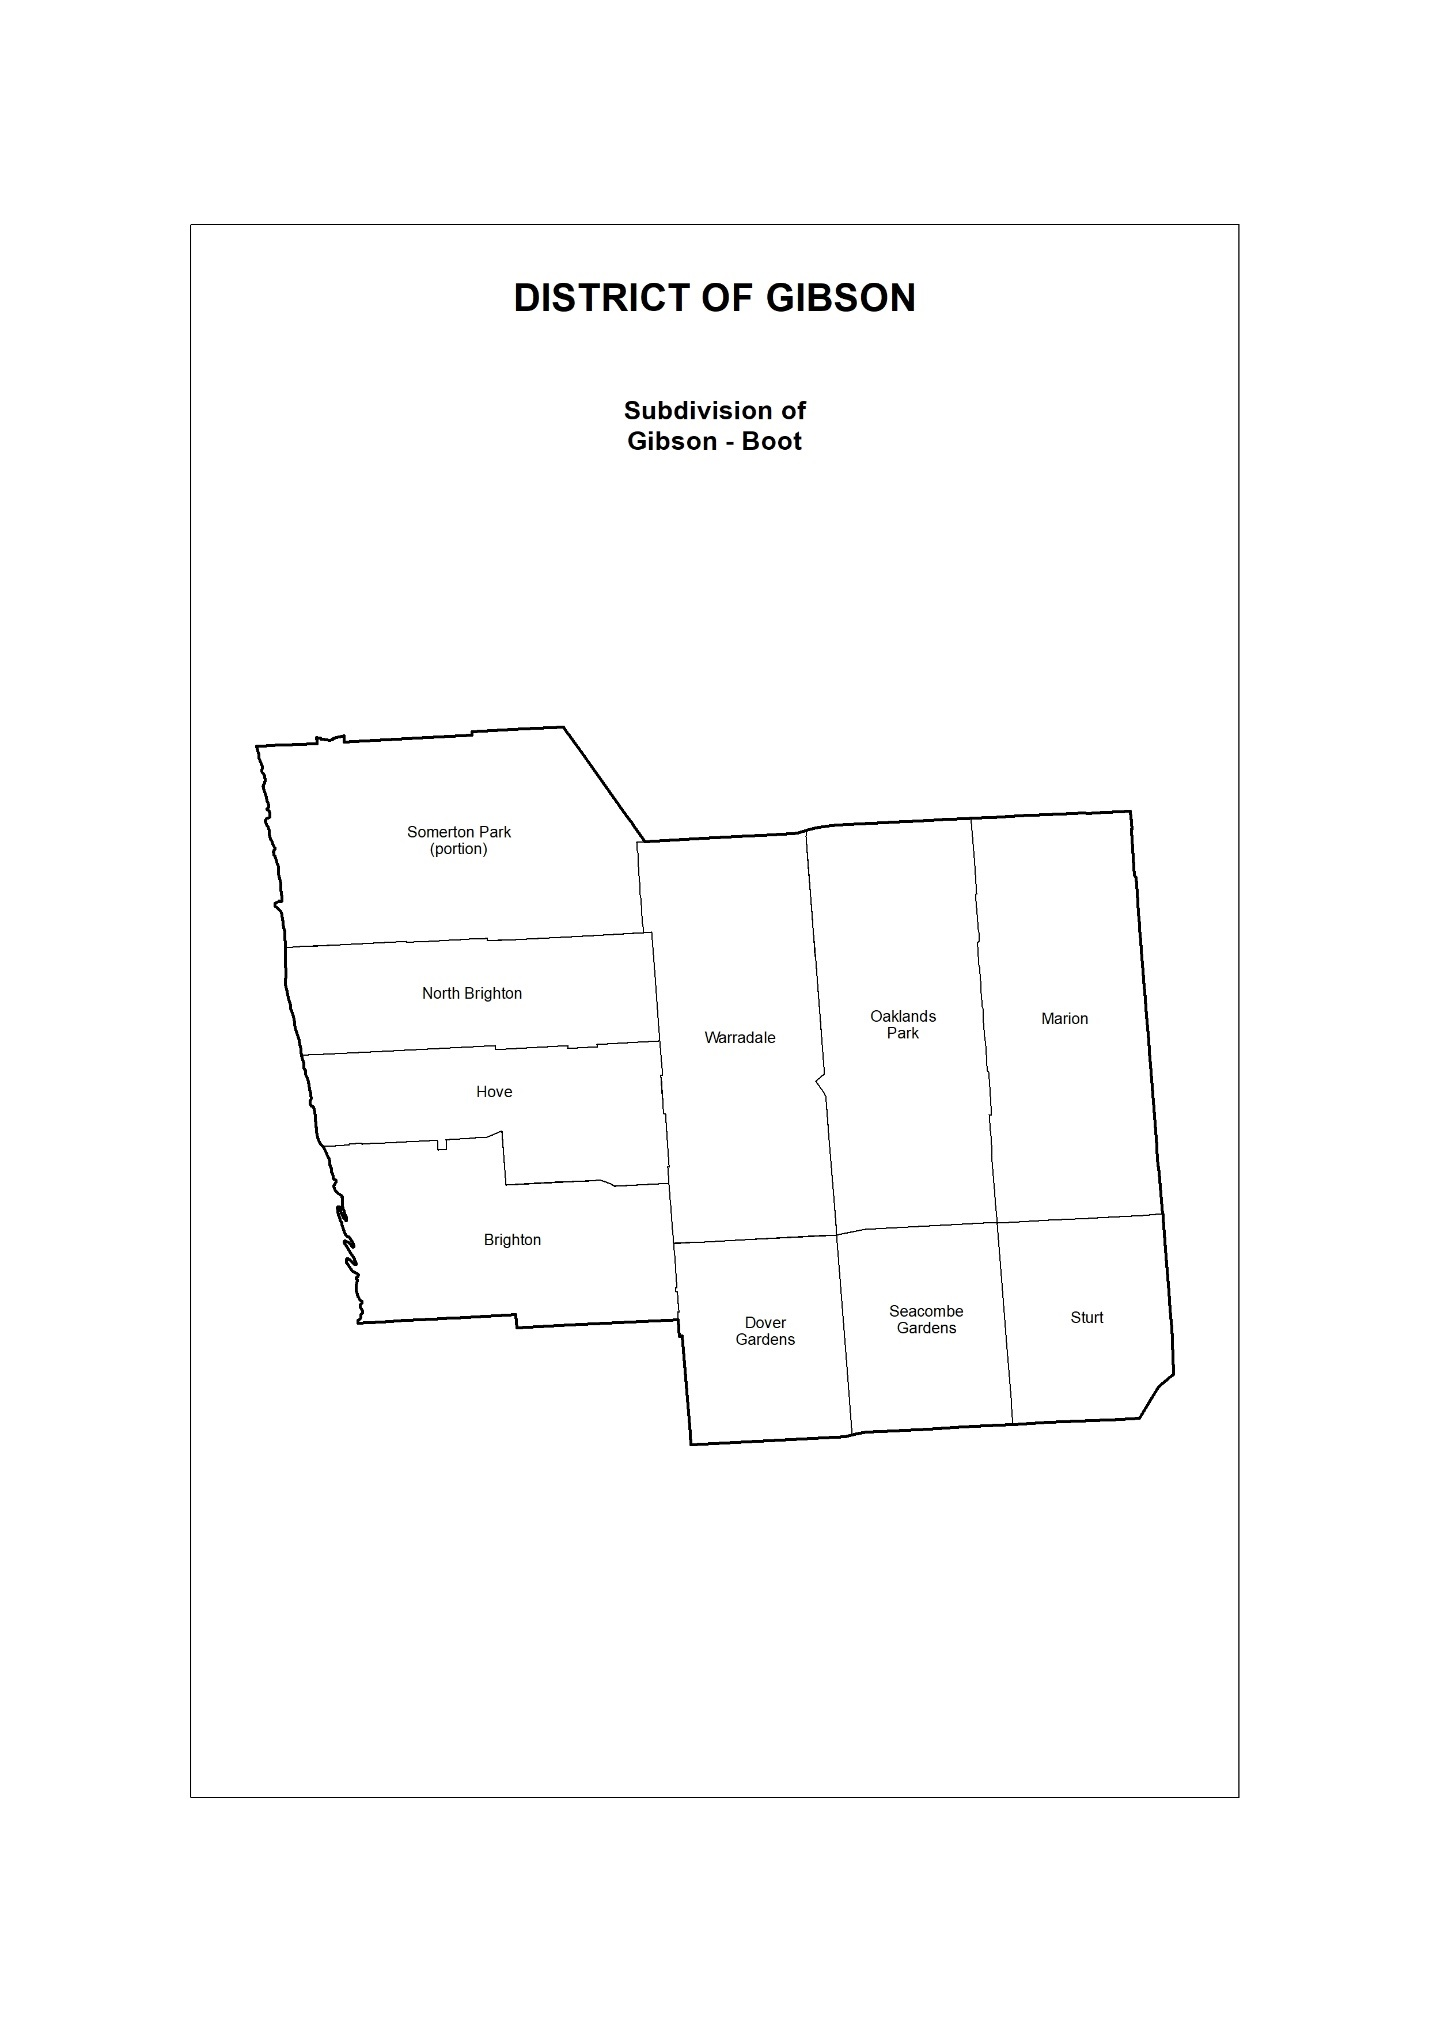 DISTRICT OF GIBSON
Subdivision of
Gibson - Boot
Somerton Park
(portion)
North Brighton
Hove
Brighton
Warradale
Oaklands
Park
Marion
Dover
Gardens
Seacombe
Gardens
Sturt